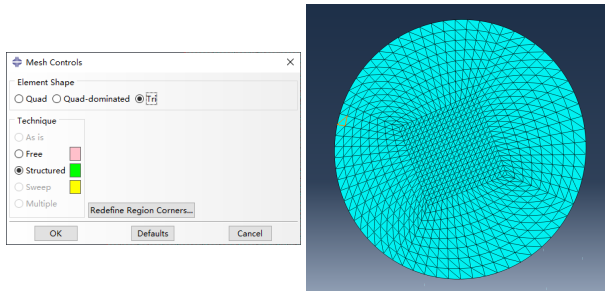 Mesh Controls
Element Shape
Quad Quad-dominated Tri
Technique
As is
Free
Structured
Sweep
Multiple
Redefine Region Corners...
OK Defaults Cancel